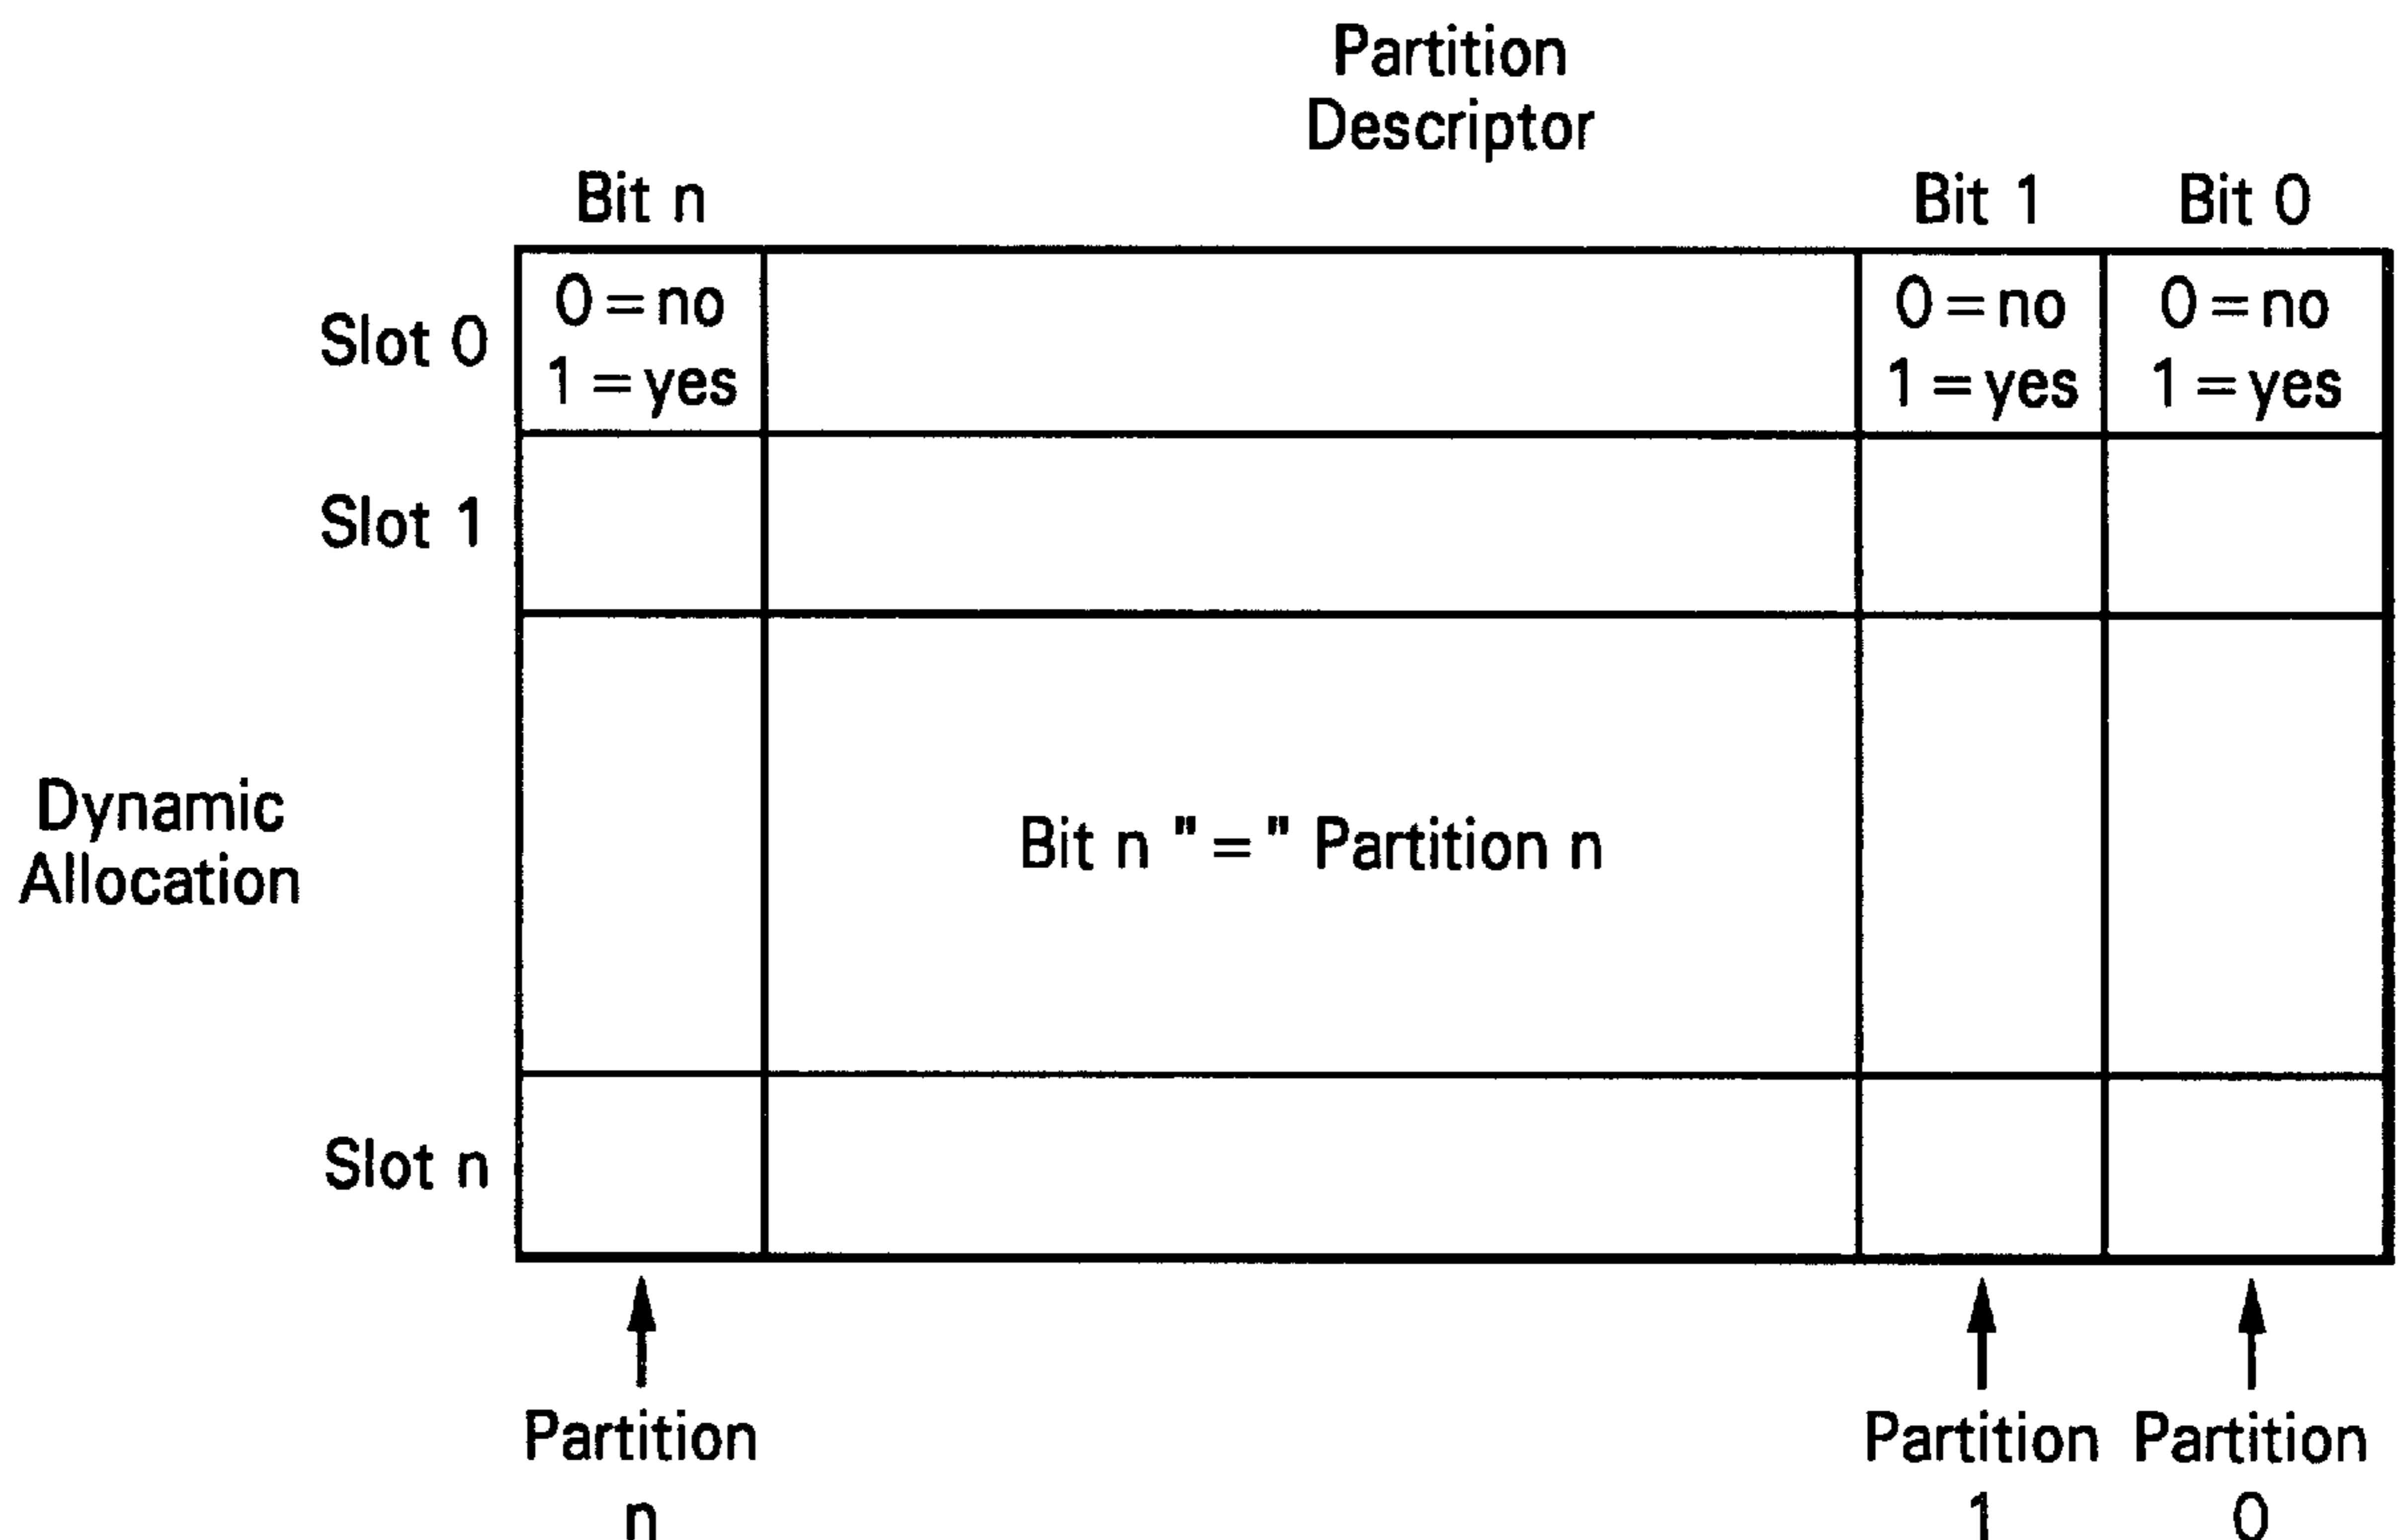 Partition
Descriptor
Bit n
Bit 1
Bit 0
Slot 0
0 = no
1 = yes
0 = no
1 = yes
0 = no
1 = yes
Slot 1
Dynamic
Allocation
Bit n "=" Partition n
Slot n
Partition
n
Partition
1
Partition
0